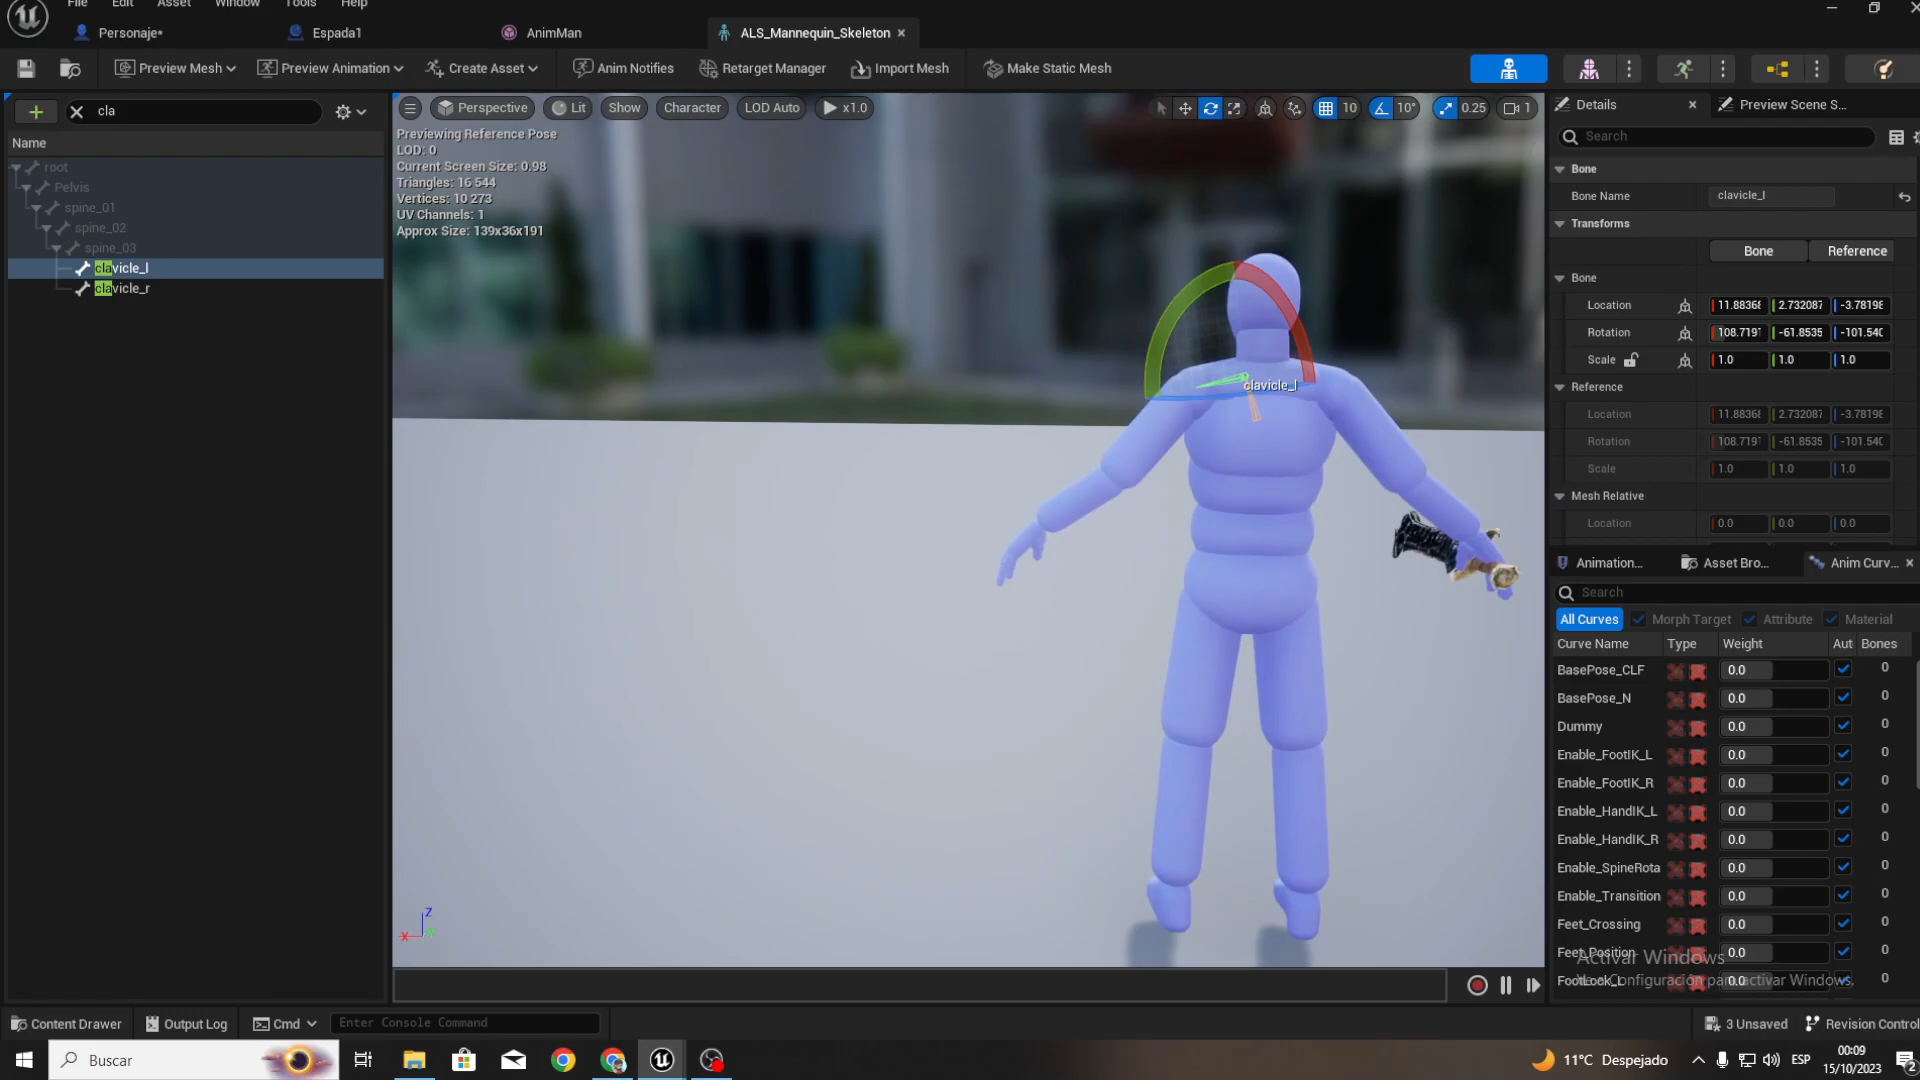 File Edit Asset Window Tools Help
Personaje* Espada1 AnimMan ALS_Mannequin_Skeleton
Preview Mesh Preview Animation Create Asset Anim Notifies Retarget Manager Import Mesh Make Static Mesh
cla
Name
root
Pelvis
spine_01
spine_02
spine_03
clavicle_l
clavicle_r
Perspective Lit Show Character LOD Auto x1.0 10 10° 0.25 1
Previewing Reference Pose
LOD: 0
Current Screen Size: 0.98
Triangles: 16 544
Vertices: 10 273
UV Channels: 1
Approx Size: 139x36x191
clavicle_l
Z
X
Details Preview Scene S...
Search
Bone
Bone Name clavicle_l
Transforms
Bone Reference
Bone
Location 11.88368 2.732087 -3.78198
Rotation 108.7191 -61.8535 -101.540
Scale 1.0 1.0 1.0
Reference
Location 11.88368 2.732087 -3.78198
Rotation 108.7191 -61.8535 -101.540
Scale 1.0 1.0 1.0
Mesh Relative
Location 0.0 0.0 0.0
Animation... Asset Bro... Anim Curv...
Search
All Curves Morph Target Attribute Material
Curve Name Type Weight Aut Bones
BasePose_CLF 0.0 0
BasePose_N 0.0 0
Dummy 0.0 0
Enable_FootIK_L 0.0 0
Enable_FootIK_R 0.0 0
Enable_HandIK_L 0.0 0
Enable_HandIK_R 0.0 0
Enable_SpineRota 0.0 0
Enable_Transition 0.0 0
Feet_Crossing 0.0 0
Feet_Position 0.0 0
Activar Windows
FootLock_L 0.0 0
Configuración para activar Windows.
Content Drawer Output Log Cmd Enter Console Command 3 Unsaved Revision Control
Buscar 11°C Despejado ESP 00:09
15/10/2023 2